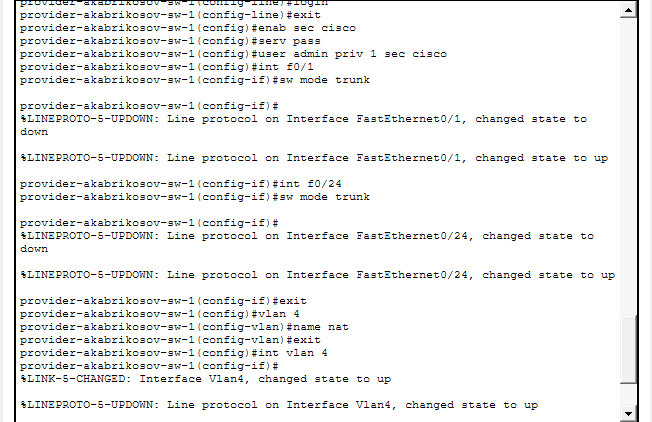 provider-akabrikosov-sw-1(config-line)#login
provider-akabrikosov-sw-1(config-line)#exit
provider-akabrikosov-sw-1(config)#enab sec cisco
provider-akabrikosov-sw-1(config)#serv pass
provider-akabrikosov-sw-1(config)#user admin priv 1 sec cisco
provider-akabrikosov-sw-1(config)#int f0/1
provider-akabrikosov-sw-1(config-if)#sw mode trunk
provider-akabrikosov-sw-1(config-if)#
%LINEPROTO-5-UPDOWN: Line protocol on Interface FastEthernet0/1, changed state to
down
%LINEPROTO-5-UPDOWN: Line protocol on Interface FastEthernet0/1, changed state to up
provider-akabrikosov-sw-1(config-if)#int f0/24
provider-akabrikosov-sw-1(config-if)#sw mode trunk
provider-akabrikosov-sw-1(config-if)#
%LINEPROTO-5-UPDOWN: Line protocol on Interface FastEthernet0/24, changed state to
down
%LINEPROTO-5-UPDOWN: Line protocol on Interface FastEthernet0/24, changed state to up
provider-akabrikosov-sw-1(config-if)#exit
provider-akabrikosov-sw-1(config)#vlan 4
provider-akabrikosov-sw-1(config-vlan)#name nat
provider-akabrikosov-sw-1(config-vlan)#exit
provider-akabrikosov-sw-1(config)#int vlan 4
provider-akabrikosov-sw-1(config-if)#
%LINK-5-CHANGED: Interface Vlan4, changed state to up
%LINEPROTO-5-UPDOWN: Line protocol on Interface Vlan4, changed state to up